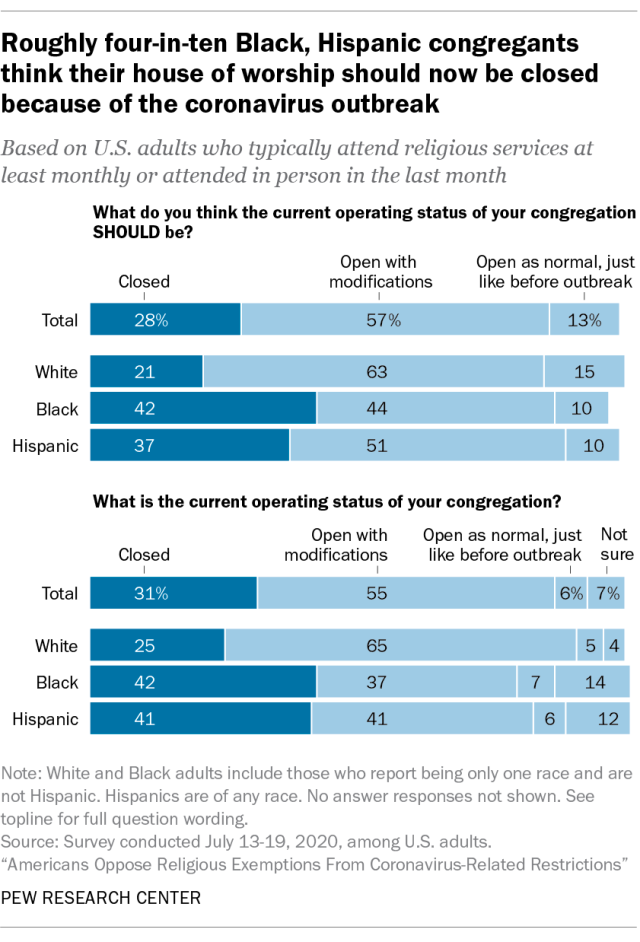 Roughly four-in-ten Black, Hispanic congregants
think their house of worship should now be closed
because of the coronavirus outbreak
Based on U.S. adults who typically attend religious services at
least monthly or attended in person in the last month
What do you think the current operating status of your congregation
SHOULD be?
Closed
Open with
modifications
Open as normal, just
like before outbreak
Total 28% 57% 13%
White 21 63 15
Black 42 44 10
Hispanic 37 51 10
What is the current operating status of your congregation?
Closed
Open with
modifications
Open as normal, just
like before outbreak
Not
sure
Total 31% 55 6% 7%
White 25 65 5 4
Black 42 37 7 14
Hispanic 41 41 6 12
Note: White and Black adults include those who report being only one race and are
not Hispanic. Hispanics are of any race. No answer responses not shown. See
topline for full question wording.
Source: Survey conducted July 13-19, 2020, among U.S. adults.
“Americans Oppose Religious Exemptions From Coronavirus-Related Restrictions”
PEW RESEARCH CENTER